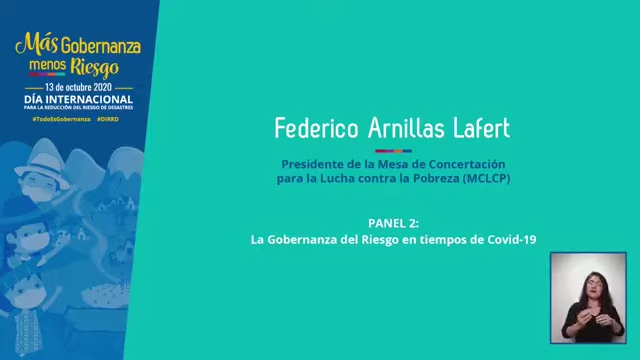 Más Gobernanza
menos Riesgo
13 de octubre 2020
DÍA INTERNACIONAL
PARA LA REDUCCIÓN DEL RIESGO DE DESASTRES
#TodoEsGobernanza #DIRRD
Federico Arnillas Lafert
Presidente de la Mesa de Concertación
para la Lucha contra la Pobreza (MCLCP)
PANEL 2:
La Gobernanza del Riesgo en tiempos de Covid-19